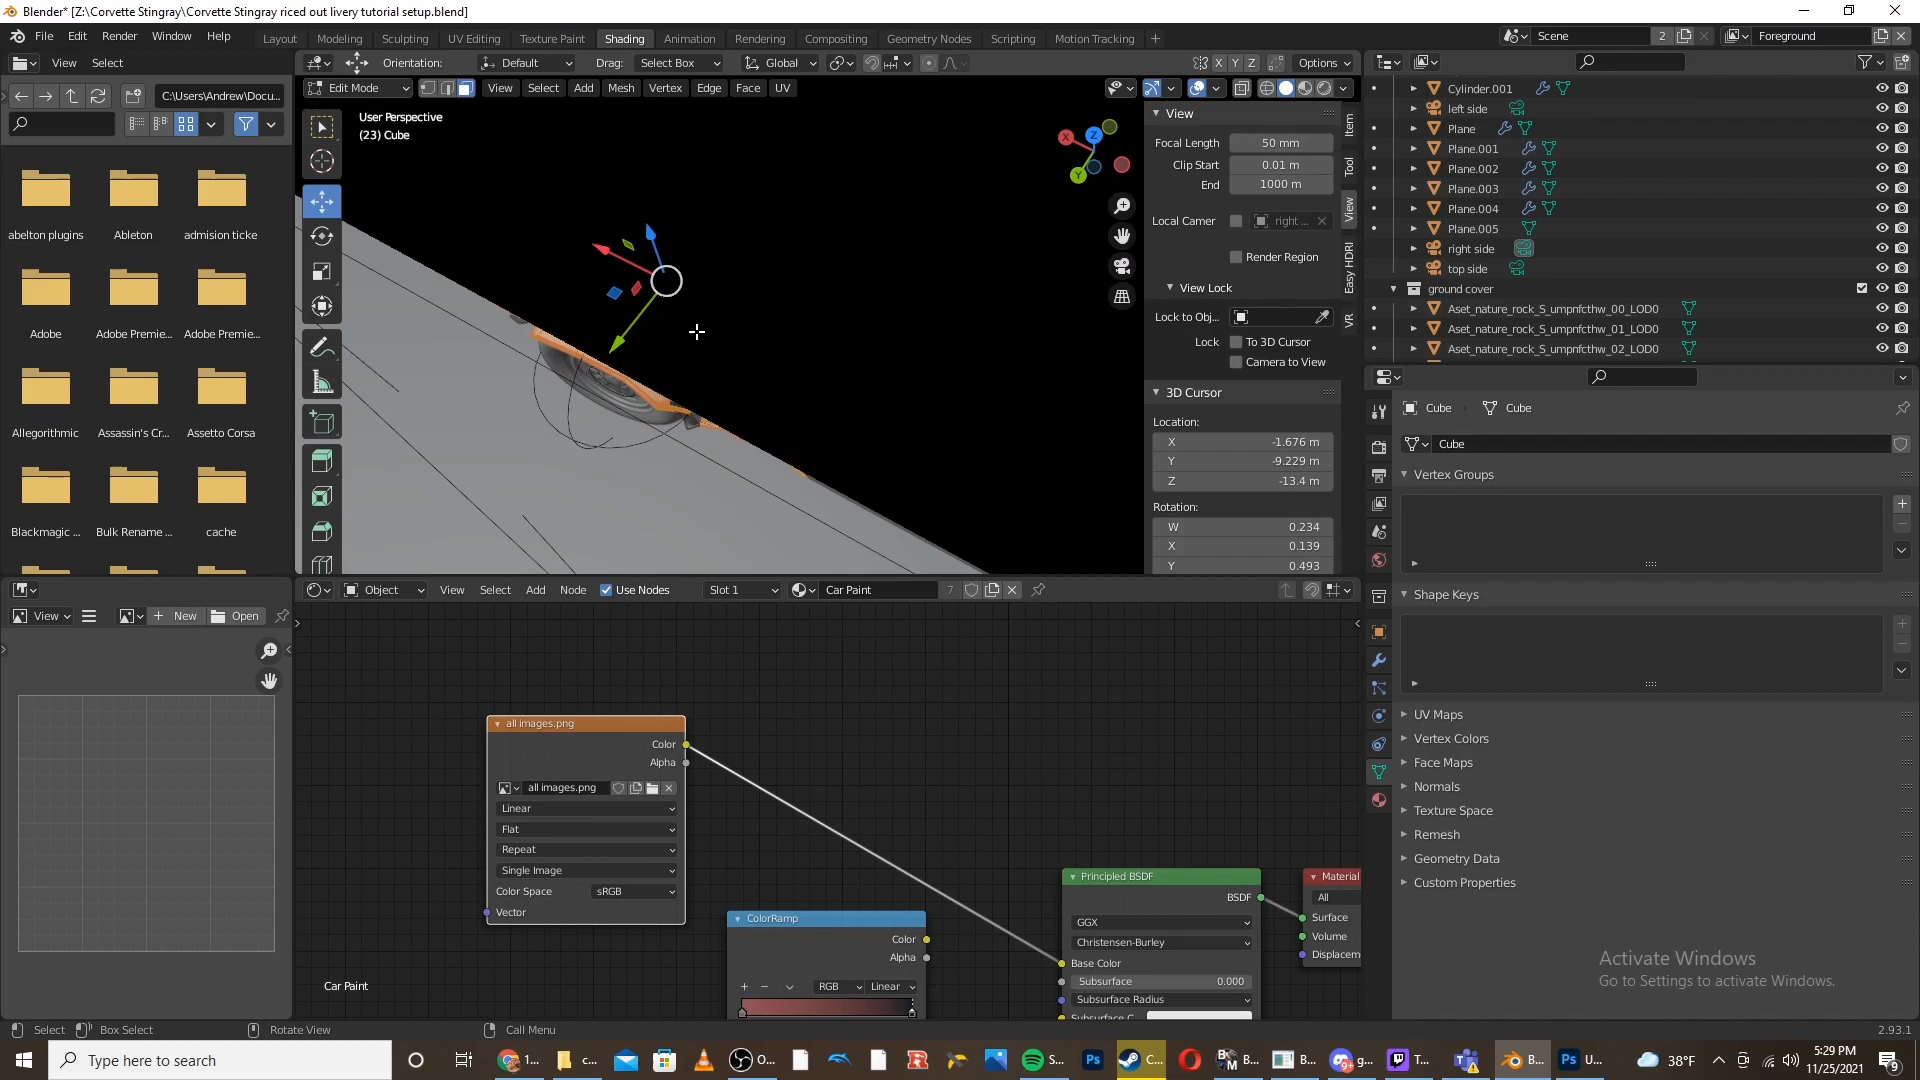 Blender* [Z:\Corvette Stingray\Corvette Stingray riced out livery tutorial setup.blend]
File Edit Render Window Help
Layout Modeling Sculpting UV Editing Texture Paint Shading Animation Rendering Compositing Geometry Nodes Scripting Motion Tracking +
Scene 2 Foreground
View Select
Orientation: Default Drag: Select Box Global X Y Z Options
C:\Users\Andrew\Docu...
Edit Mode View Select Add Mesh Vertex Edge Face UV
User Perspective
(23) Cube
X Z Y
abelton plugins Ableton admision ticke
Adobe Adobe Premie... Adobe Premie...
Allegorithmic Assassin's Cr... Assetto Corsa
Blackmagic ... Bulk Rename ... cache
View
Focal Length 50 mm
Clip Start 0.01 m
End 1000 m
Local Camer right ...
Render Region
View Lock
Lock to Obj...
Lock To 3D Cursor
Camera to View
3D Cursor
Location:
X -1.676 m
Y -9.229 m
Z -13.4 m
Rotation:
W 0.234
X 0.139
Y 0.493
Item
Tool
View
Easy HDRI
VR
Cylinder.001
left side
Plane
Plane.001
Plane.002
Plane.003
Plane.004
Plane.005
right side
top side
ground cover
Aset_nature_rock_S_umpnfcthw_00_LOD0
Aset_nature_rock_S_umpnfcthw_01_LOD0
Aset_nature_rock_S_umpnfcthw_02_LOD0
Cube Cube
Cube
Vertex Groups
Shape Keys
UV Maps
Vertex Colors
Face Maps
Normals
Texture Space
Remesh
Geometry Data
Custom Properties
Activate Windows
Go to Settings to activate Windows.
View + New Open
Object View Select Add Node Use Nodes Slot 1 Car Paint 7
all images.png
Color
Alpha
all images.png
Linear
Flat
Repeat
Single Image
Color Space sRGB
Vector
ColorRamp
Color
Alpha
+ − RGB Linear
Principled BSDF
BSDF
GGX
Christensen-Burley
Base Color
Subsurface 0.000
Subsurface Radius
Subsurface C
Material
All
Surface
Volume
Displacem
Car Paint
Select Box Select Rotate View Call Menu 2.93.1
Type here to search
1... c... O... S... Ps C... B... B... g... T... B... Ps U...
38°F
5:29 PM
11/25/2021
9